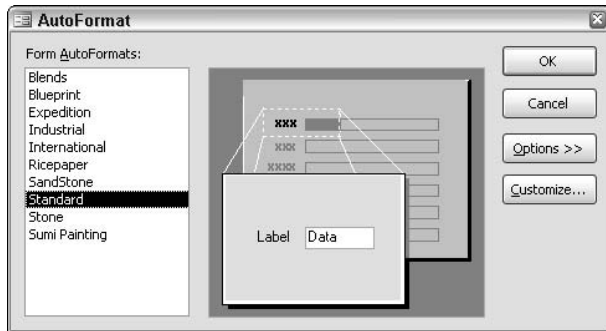 AutoFormat
Form AutoFormats:
Blends
Blueprint
Expedition
Industrial
International
Ricepaper
SandStone
Standard
Stone
Sumi Painting
xxx
xxx
xxxx
Label Data
OK
Cancel
Options >>
Customize...